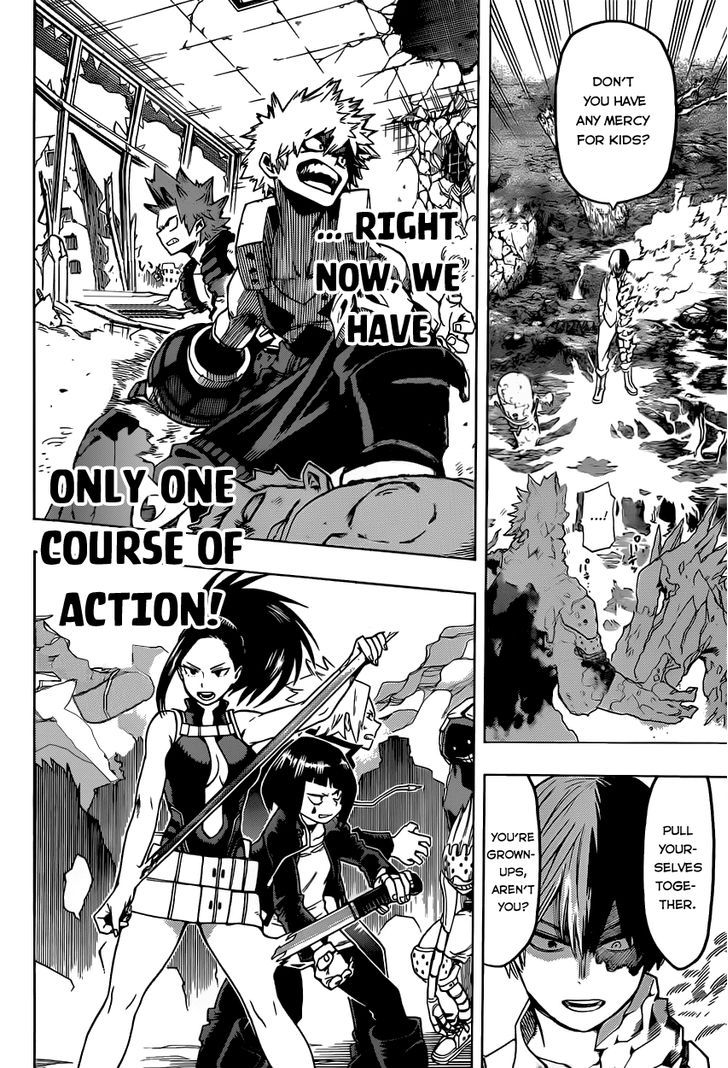 DON'T
YOU HAVE
ANY MERCY
FOR KIDS?
....!
PULL
YOUR-
SELVES
TOGE-
THER.
YOU'RE
GROWN-
UPS,
AREN'T
YOU?
... RIGHT
NOW, WE
HAVE
ONLY ONE
COURSE OF
ACTION!